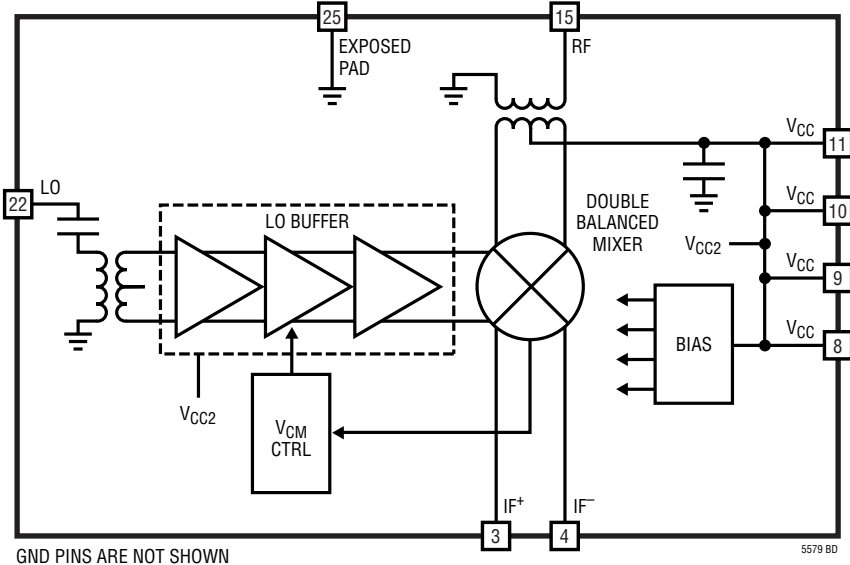 25
15
EXPOSED
PAD
RF
VCC
11
22
LO
LO BUFFER
DOUBLE
BALANCED
MIXER
VCC
10
VCC2
VCC
9
BIAS
VCC
8
VCC2
VCM
CTRL
IF+
IF–
3
4
GND PINS ARE NOT SHOWN
5579 BD